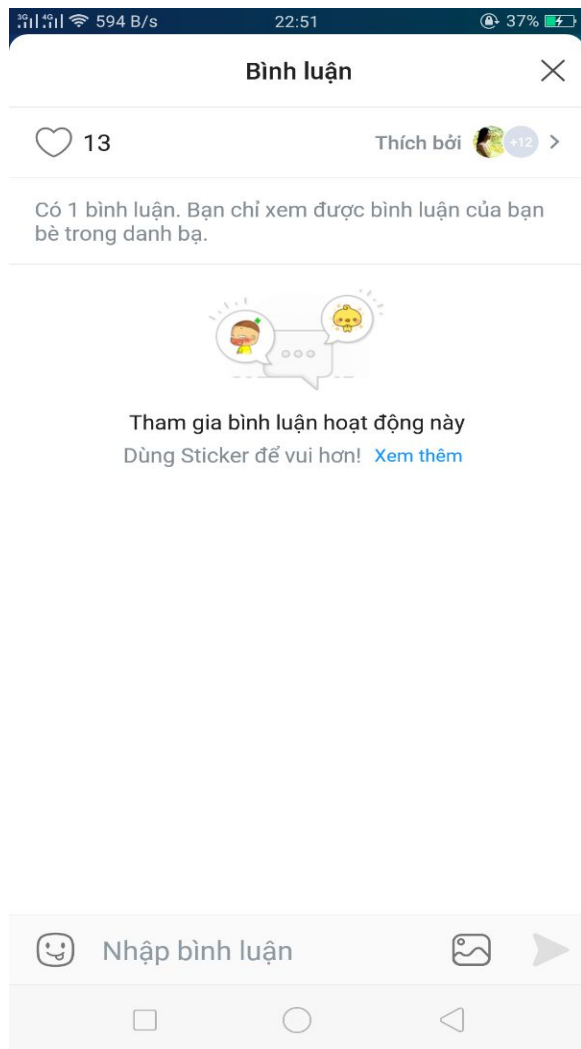 3G 4G 594 B/s 22:51 37%
Bình luận
13 Thích bởi +12
Có 1 bình luận. Bạn chỉ xem được bình luận của bạn
bè trong danh bạ.
Tham gia bình luận hoạt động này
Dùng Sticker để vui hơn! Xem thêm
Nhập bình luận